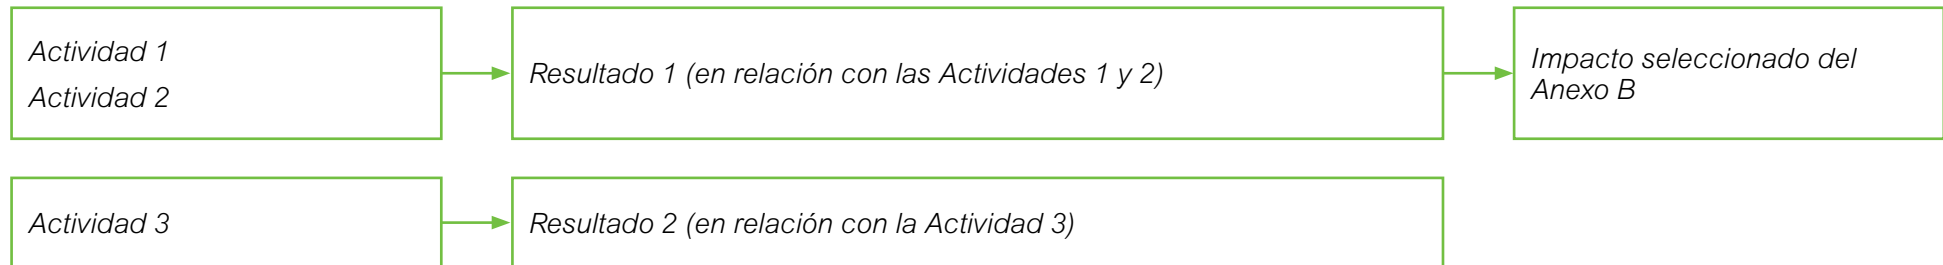 Actividad 1
Actividad 2
Resultado 1 (en relación con las Actividades 1 y 2)
Impacto seleccionado del
Anexo B
Actividad 3
Resultado 2 (en relación con la Actividad 3)